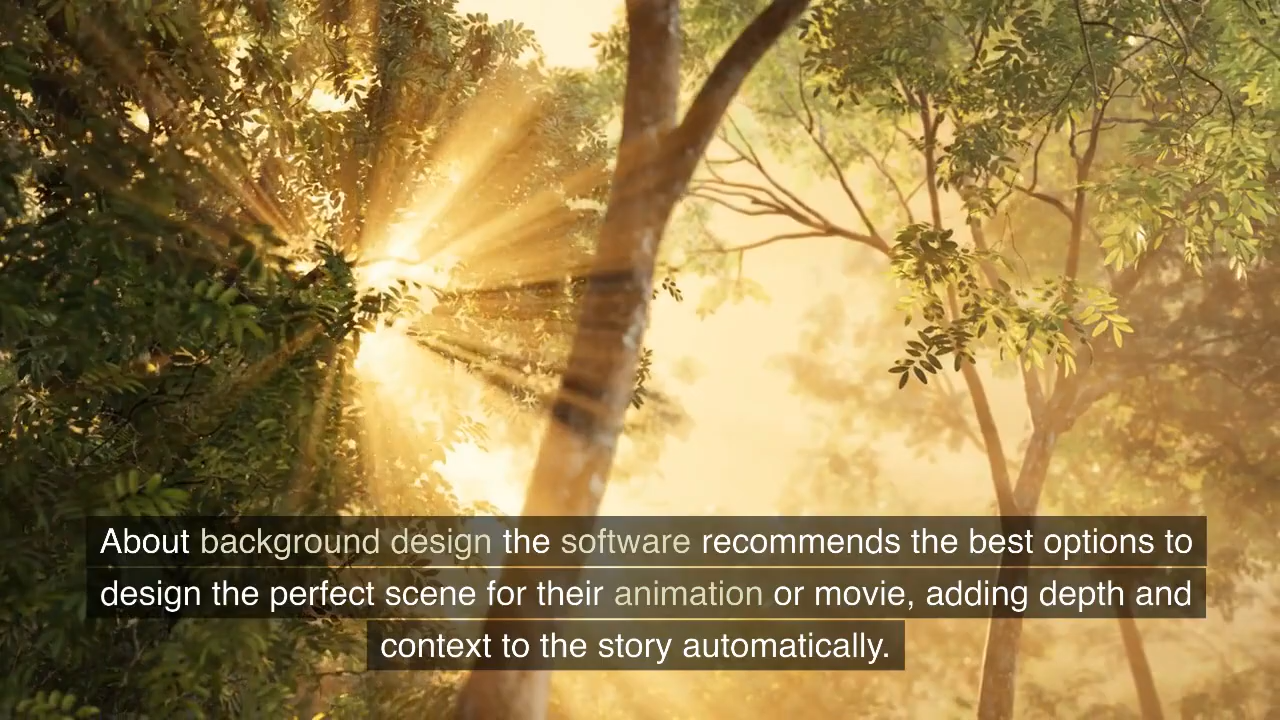 About background design the software recommends the best options to
design the perfect scene for their animation or movie, adding depth and
context to the story automatically.